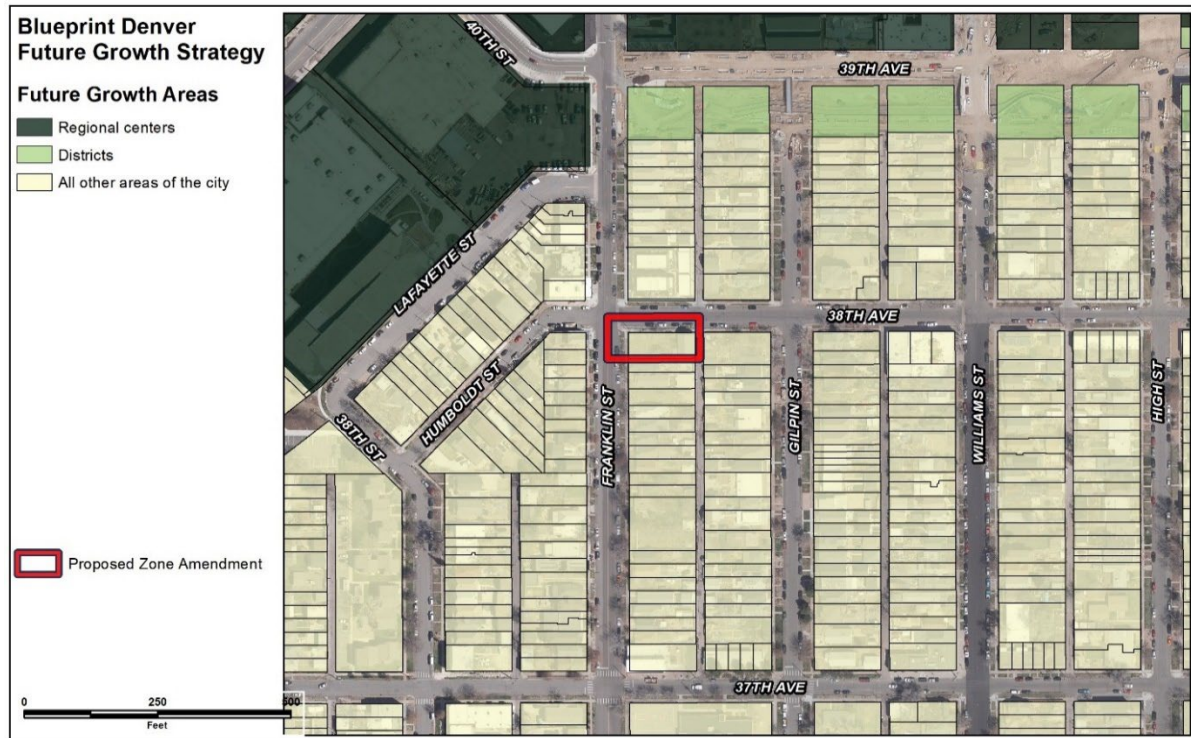 Blueprint Denver
Future Growth Strategy
Future Growth Areas
Regional centers
Districts
All other areas of the city
Proposed Zone Amendment
0 250 500
Feet
40TH ST
39TH AVE
LAFAYETTE ST
38TH AVE
HUMBOLDT ST
38TH ST
FRANKLIN ST
GILPIN ST
WILLIAMS ST
HIGH ST
37TH AVE